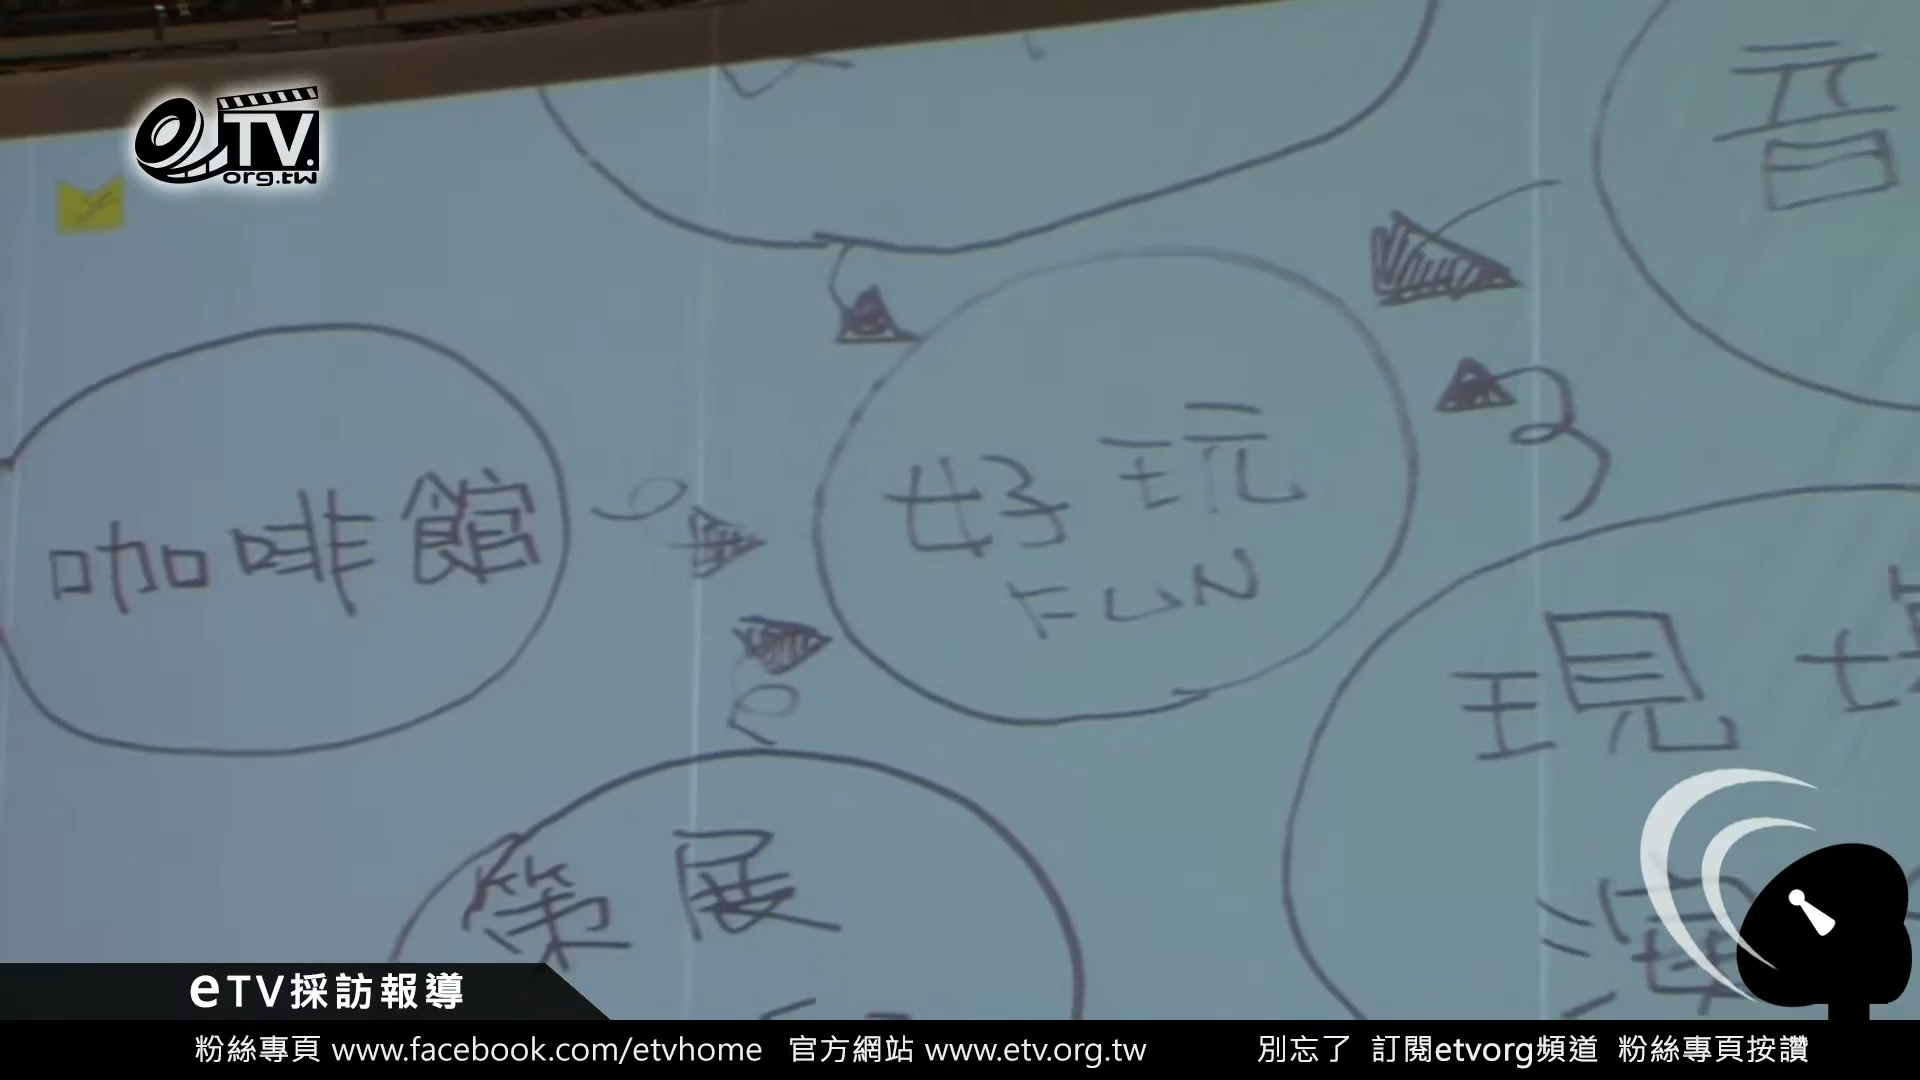 eTV.
org.tw
音
咖啡館
好玩
FUN
現場
策展
演
eTV採訪報導
粉絲專頁 www.facebook.com/etvhome 官方網站 www.etv.org.tw 別忘了 訂閱etvorg頻道 粉絲專頁按讚